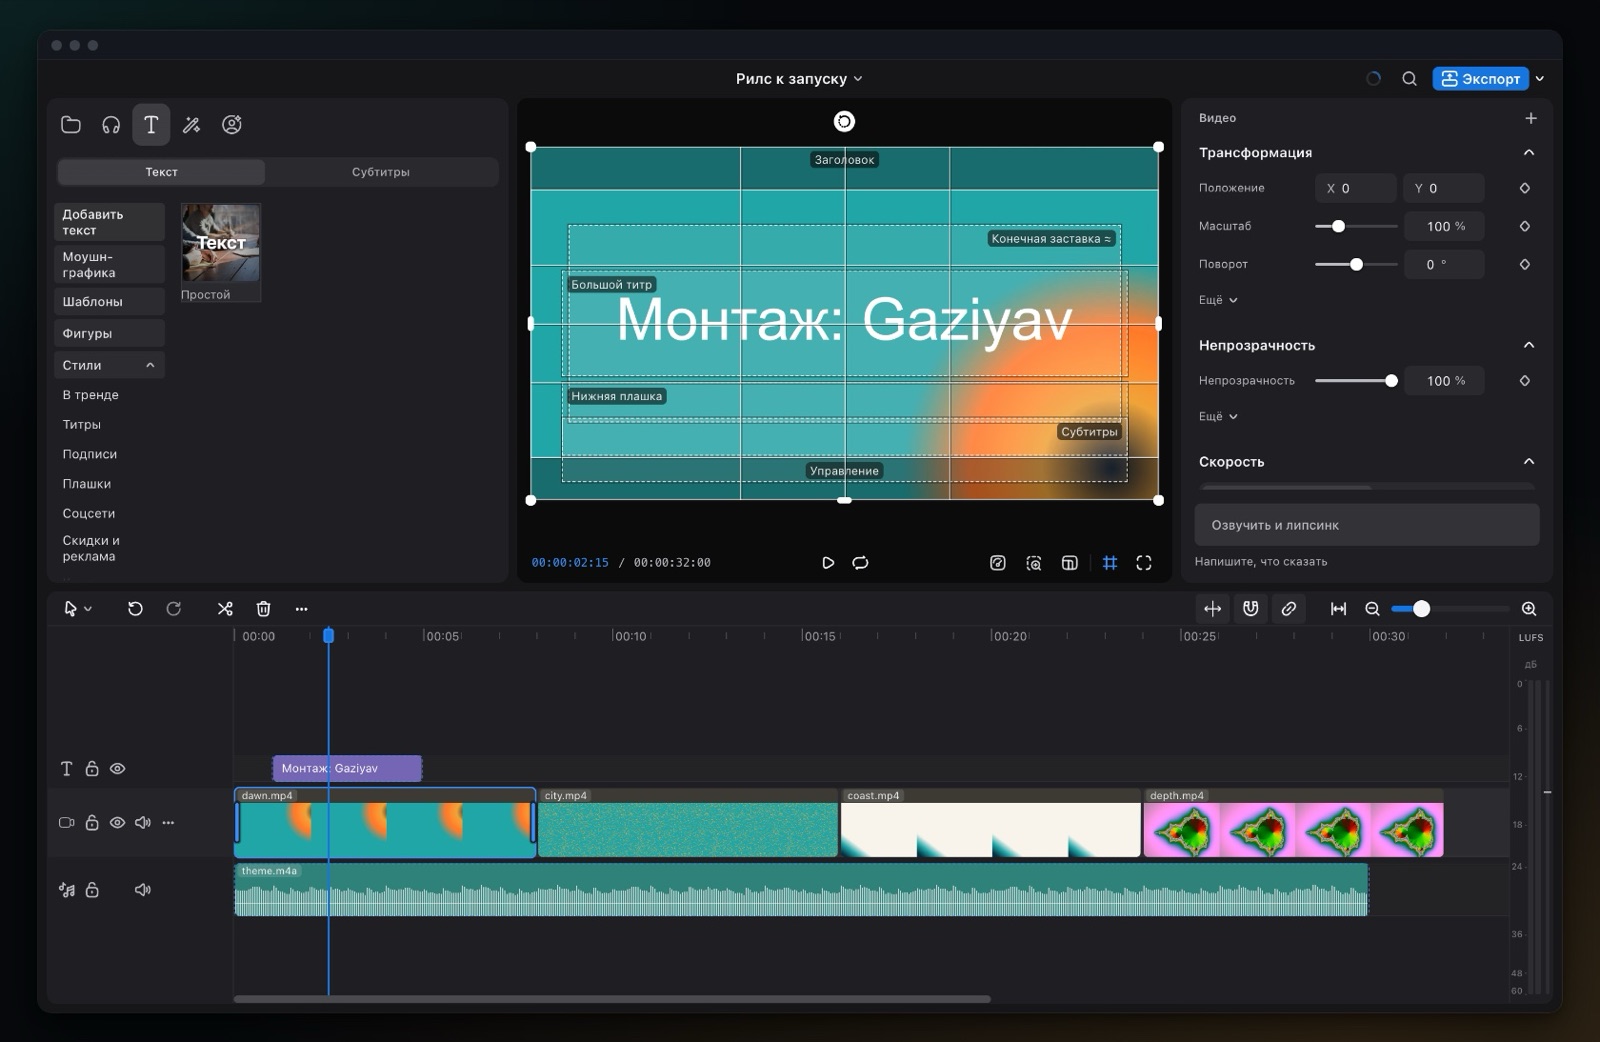 Рилс к запуску
Экспорт
Текст
Субтитры
Добавить
текст
Моушн-
графика
Шаблоны
Фигуры
Стили
В тренде
Титры
Подписи
Плашки
Соцсети
Скидки и
реклама
Текст
Простой
Заголовок
Конечная заставка ≈
Большой титр
Монтаж: Gaziyav
Нижняя плашка
Субтитры
Управление
00:00:02:15 / 00:00:32:00
Видео
Трансформация
Положение X 0 Y 0
Масштаб 100 %
Поворот 0 °
Ещё
Непрозрачность
Непрозрачность 100 %
Ещё
Скорость
Озвучить и липсинк
Напишите, что сказать
00:00 00:05 00:10 00:15 00:20 00:25 00:30
LUFS
дБ
0
6
12
18
24
36
48
60
Монтаж: Gaziyav
dawn.mp4 city.mp4 coast.mp4 depth.mp4
theme.m4a